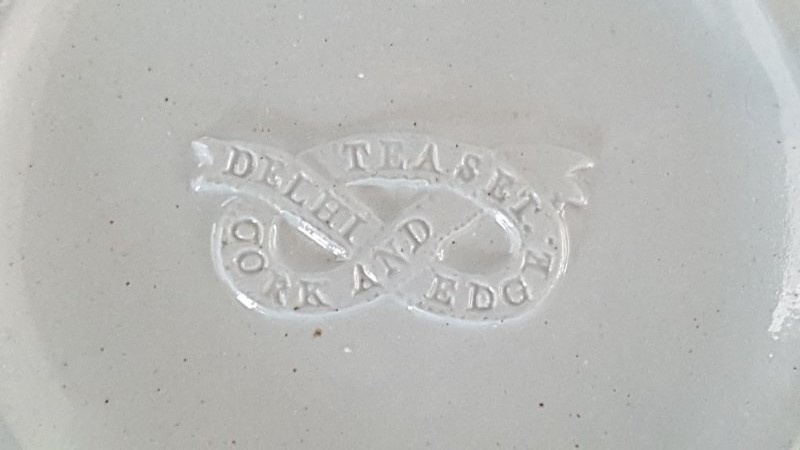 DELHI TEASET.
CORK AND EDGE.